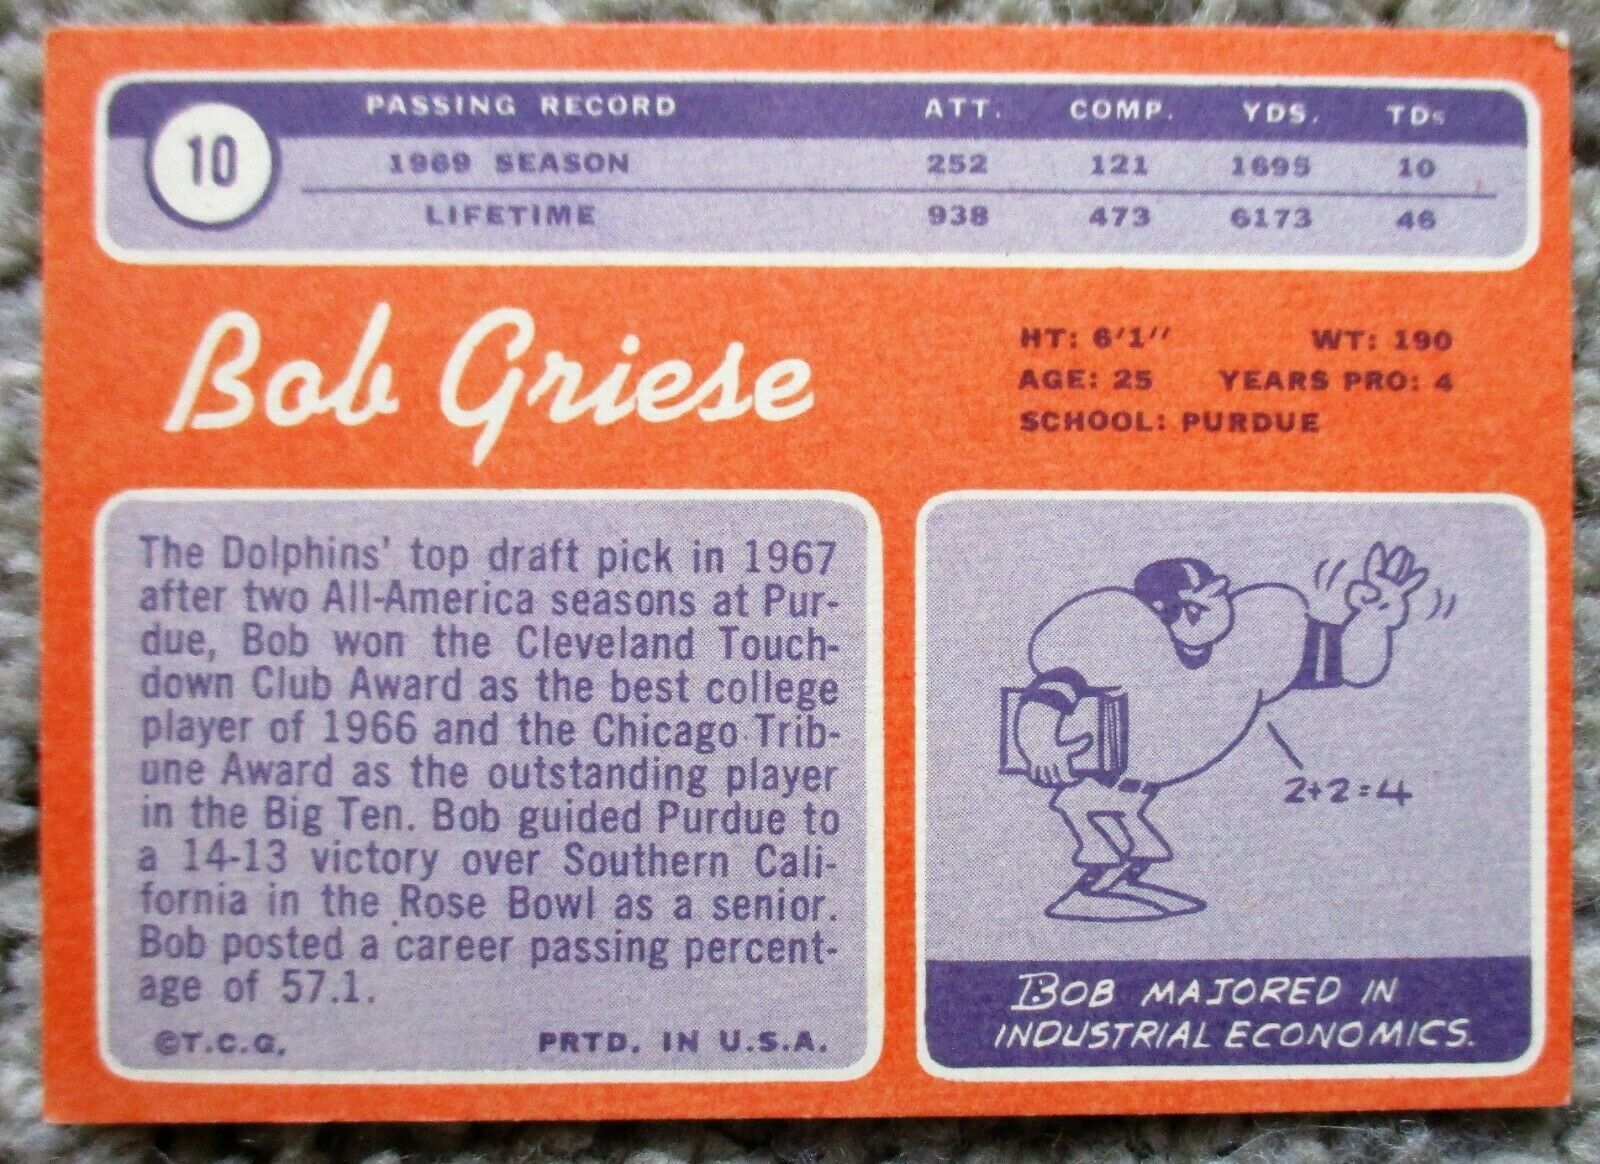 10
PASSING RECORD ATT. COMP. YDS. TDs
1969 SEASON 252 121 1695 10
LIFETIME 938 473 6173 46
Bob Griese
HT: 6'1'' WT: 190
AGE: 25 YEARS PRO: 4
SCHOOL: PURDUE
The Dolphins' top draft pick in 1967
after two All-America seasons at Pur-
due, Bob won the Cleveland Touch-
down Club Award as the best college
player of 1966 and the Chicago Trib-
une Award as the outstanding player
in the Big Ten. Bob guided Purdue to
a 14-13 victory over Southern Cali-
fornia in the Rose Bowl as a senior.
Bob posted a career passing percent-
age of 57.1.
©T.C.G. PRTD. IN U.S.A.
2+2=4
BOB MAJORED IN
INDUSTRIAL ECONOMICS.